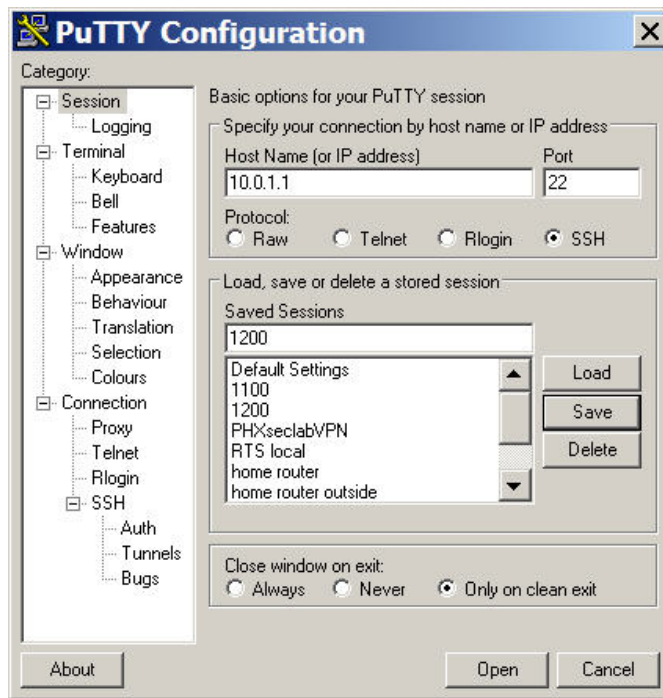 PuTTY Configuration
Category:
Session
Logging
Terminal
Keyboard
Bell
Features
Window
Appearance
Behaviour
Translation
Selection
Colours
Connection
Proxy
Telnet
Rlogin
SSH
Auth
Tunnels
Bugs
Basic options for your PuTTY session
Specify your connection by host name or IP address
Host Name (or IP address) Port
10.0.1.1 22
Protocol:
Raw Telnet Rlogin SSH
Load, save or delete a stored session
Saved Sessions
1200
Default Settings
1100
1200
PHXseclabVPN
RTS local
home router
home router outside
Load
Save
Delete
Close window on exit:
Always Never Only on clean exit
About Open Cancel